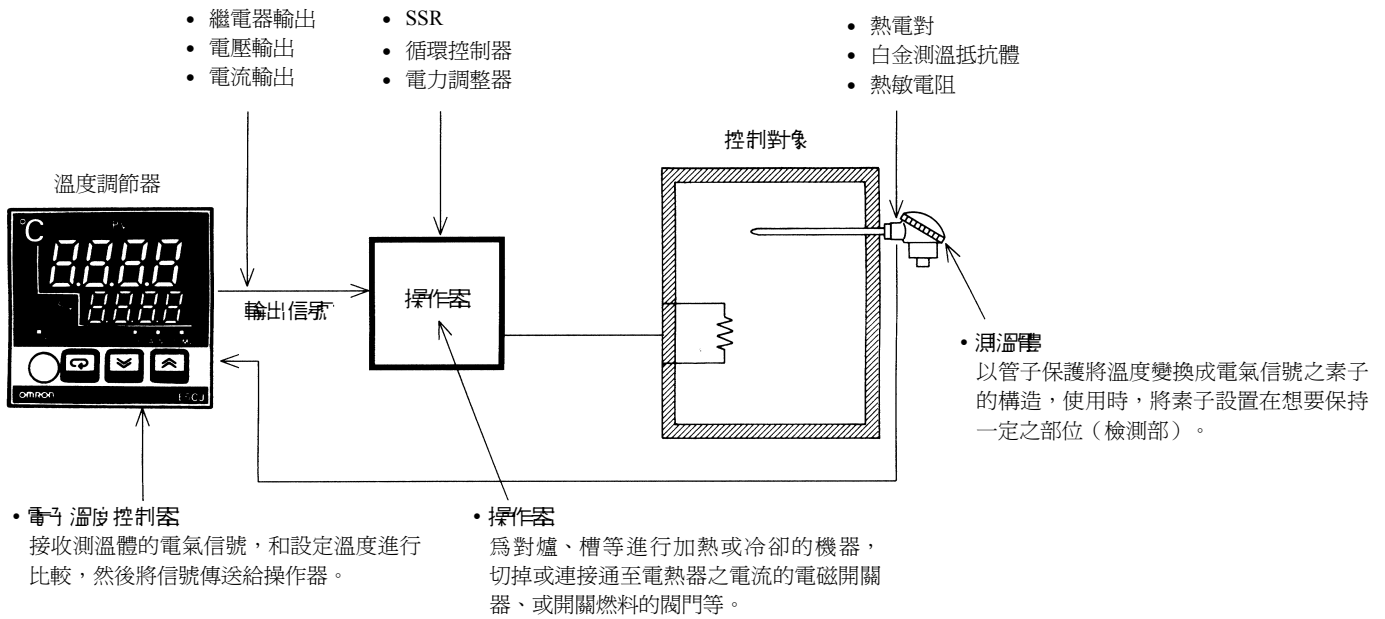 • 繼電器輸出
• 電壓輸出
• 電流輸出
• SSR
• 循環控制器
• 電力調整器
• 熱電對
• 白金測溫抵抗體
• 熱敏電阻
控制對象
溫度調節器
°C
8.8.8.8
8.8.8.8
omron
輸出信號
操作器
• 測溫體
以管子保護將溫度變換成電氣信號之素子
的構造，使用時，將素子設置在想要保持
一定之部位（檢測部）。
• 電子溫度控制器
接收測溫體的電氣信號，和設定溫度進行
比較，然後將信號傳送給操作器。
• 操作器
爲對爐、槽等進行加熱或冷卻的機器，
切掉或連接通至電熱器之電流的電磁開關
器、或開關燃料的閥門等。